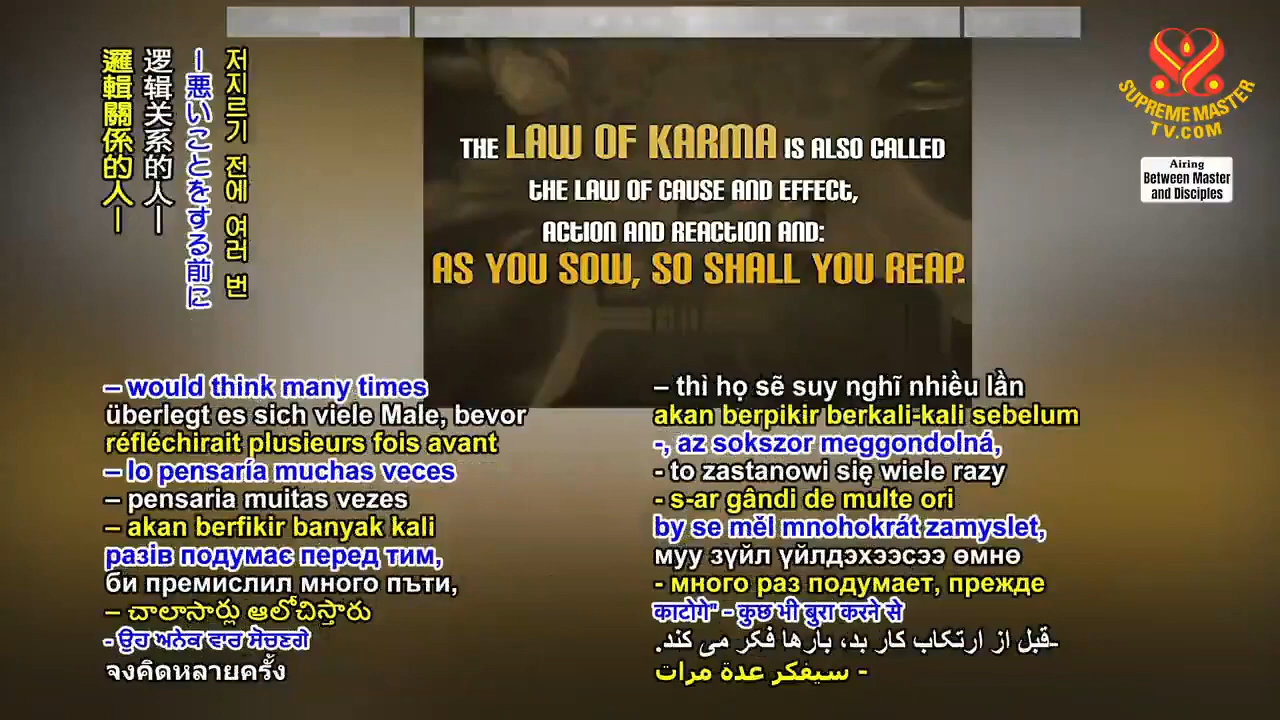 저지르기 전에 여러 번
–悪いことをする前に
逻辑关系的人—
邏輯關係的人—
THE LAW OF KARMA IS ALSO CALLED
THE LAW OF CAUSE AND EFFECT,
ACTION AND REACTION AND:
AS YOU SOW, SO SHALL YOU REAP.
SUPREME MASTER
TV.COM
Airing
Between Master
and Disciples
– would think many times
überlegt es sich viele Male, bevor
réfléchirait plusieurs fois avant
– lo pensaría muchas veces
– pensaria muitas vezes
– akan berfikir banyak kali
разів подумає перед тим,
би премислил много пъти,
– చాలాసార్లు ఆలోచిస్తారు
- ਉਹ ਅਨੇਕ ਵਾਰ ਸੋਚਣਗੇ
จงคิดหลายครั้ง
– thì họ sẽ suy nghĩ nhiều lần
akan berpikir berkali-kali sebelum
-, az sokszor meggondolná,
- to zastanowi się wiele razy
- s-ar gândi de multe ori
by se měl mnohokrát zamyslet,
муу зүйл үйлдэхээсээ өмнө
- много раз подумает, прежде
काटोगे" - कुछ भी बुरा करने से
-قبل از ارتکاب کار بد، بارها فکر می کند.
- سيفكر عدة مرات